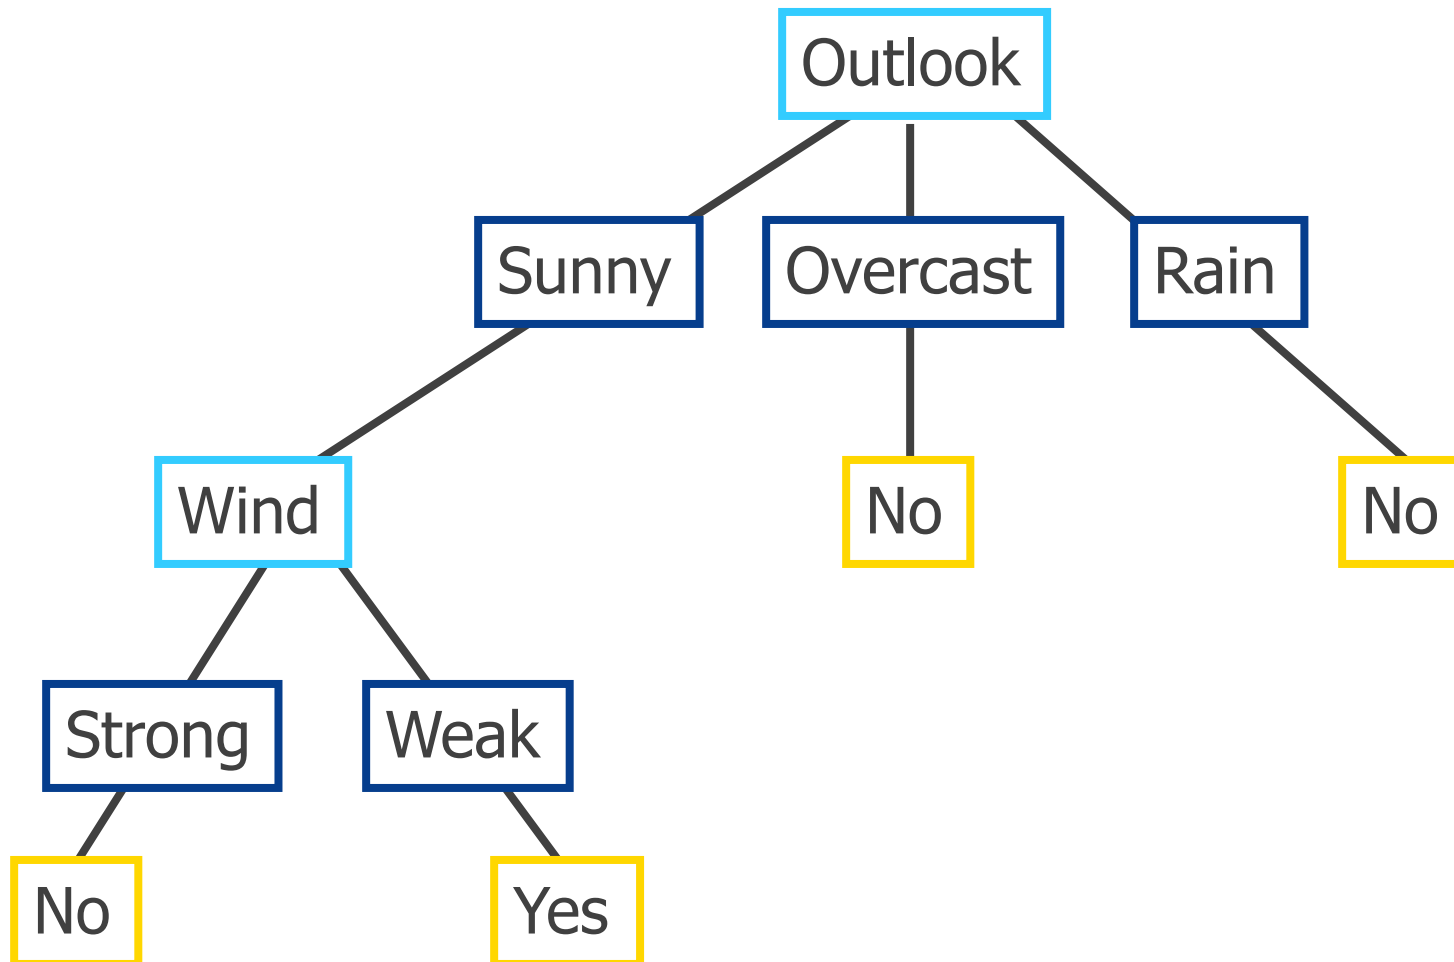 Outlook
Sunny
Overcast
Rain
Wind
No
No
Strong
Weak
No
Yes